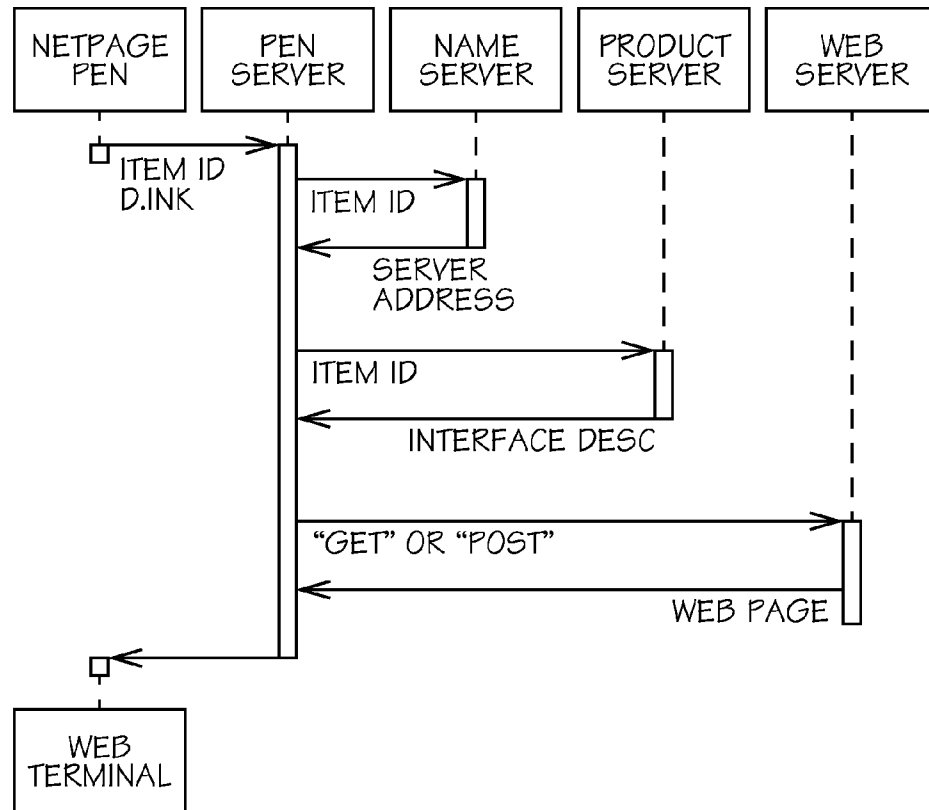 NETPAGE
PEN
PEN
SERVER
NAME
SERVER
PRODUCT
SERVER
WEB
SERVER
ITEM ID
D.INK
ITEM ID
SERVER
ADDRESS
ITEM ID
INTERFACE DESC
“GET” OR “POST”
WEB PAGE
WEB
TERMINAL